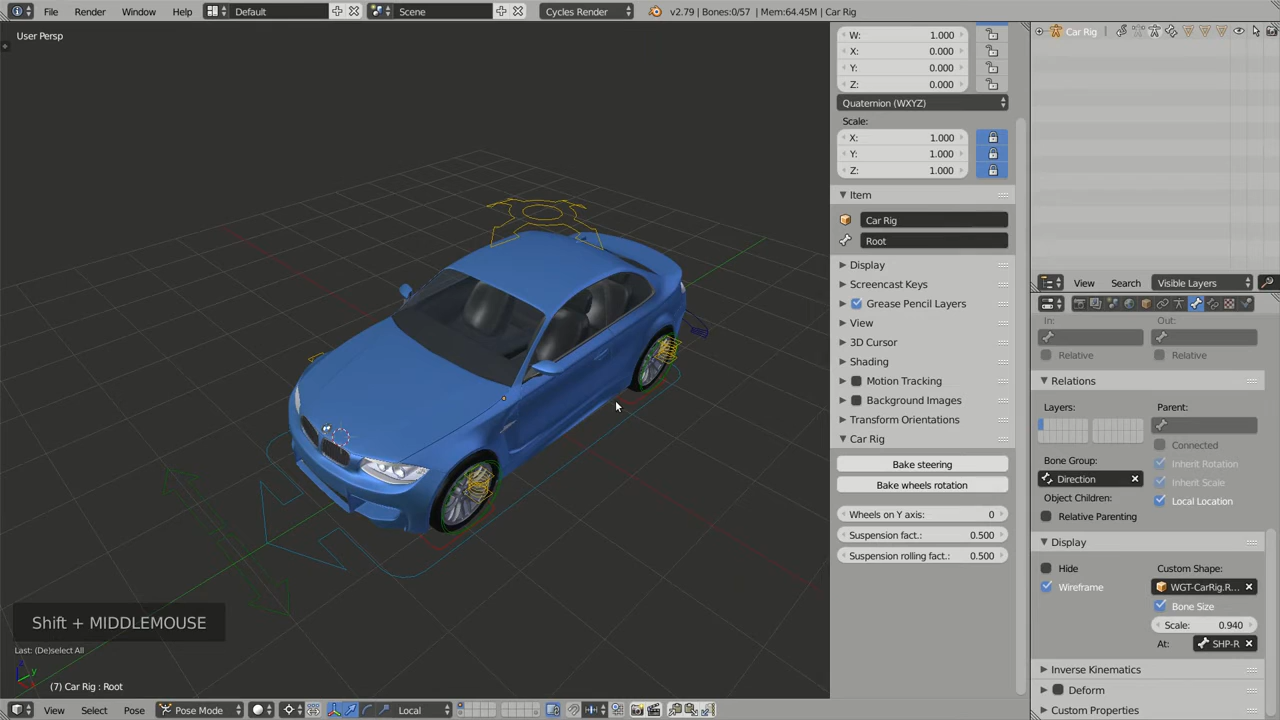 File Render Window Help Default Scene Cycles Render v2.79 | Bones:0/57 | Mem:64.45M | Car Rig
User Persp
W: 1.000
X: 0.000
Y: 0.000
Z: 0.000
Quaternion (WXYZ)
Scale:
X: 1.000
Y: 1.000
Z: 1.000
Item
Car Rig
Root
Display
Screencast Keys
Grease Pencil Layers
View
3D Cursor
Shading
Motion Tracking
Background Images
Transform Orientations
Car Rig
Bake steering
Bake wheels rotation
Wheels on Y axis: 0
Suspension fact.: 0.500
Suspension rolling fact.: 0.500
Car Rig
View Search Visible Layers
In: Out:
Relative Relative
Relations
Layers: Parent:
Connected
Bone Group: Inherit Rotation
Direction Inherit Scale
Object Children: Local Location
Relative Parenting
Display
Hide Custom Shape:
Wireframe WGT-CarRig.R...
Bone Size
Scale: 0.940
At: SHP-R
Inverse Kinematics
Deform
Custom Properties
Shift + MIDDLEMOUSE
Last: (De)select All
z y
(7) Car Rig : Root
View Select Pose Pose Mode Local